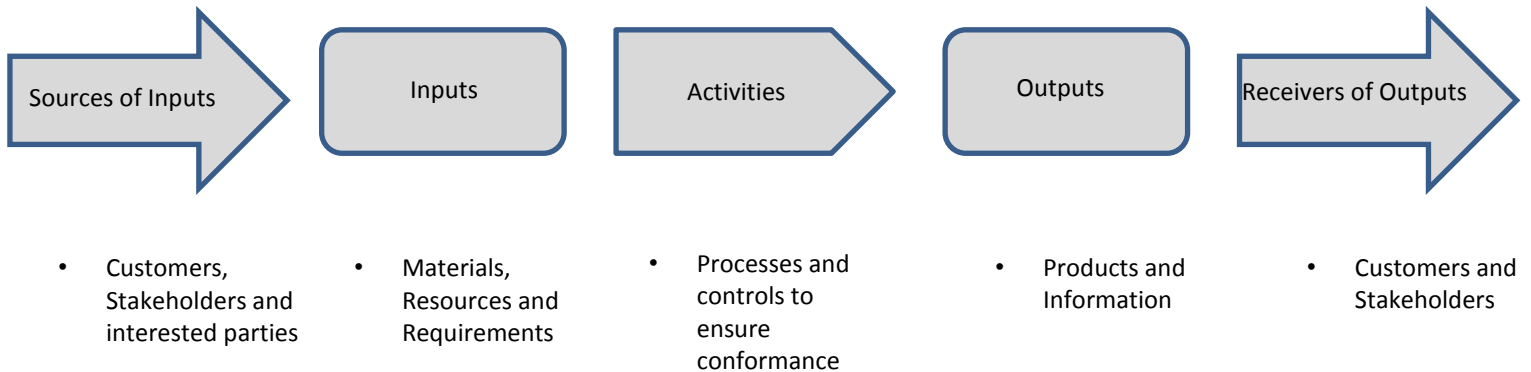 Sources of Inputs
Inputs
Activities
Outputs
Receivers of Outputs
• Customers,
Stakeholders and
interested parties
• Materials,
Resources and
Requirements
• Processes and
controls to
ensure
conformance
• Products and
Information
• Customers and
Stakeholders